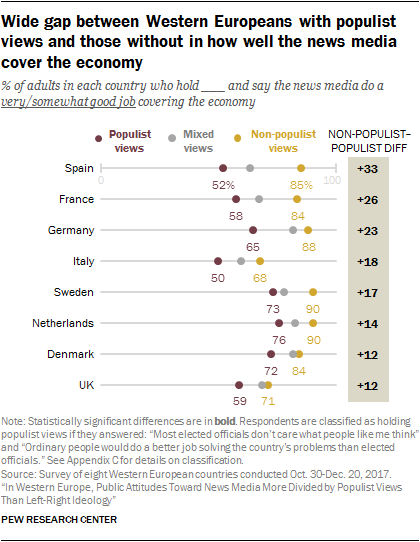 Wide gap between Western Europeans with populist
views and those without in how well the news media
cover the economy
% of adults in each country who hold ___ and say the news media do a
very/somewhat good job covering the economy
Populist views
Mixed views
Non-populist views
NON-POPULIST–
POPULIST DIFF
Spain +33
0 100
52% 85%
France +26
58 84
Germany +23
65 88
Italy +18
50 68
Sweden +17
73 90
Netherlands +14
76 90
Denmark +12
72 84
UK +12
59 71
Note: Statistically significant differences are in bold. Respondents are classified as holding
populist views if they answered: “Most elected officials don’t care what people like me think”
and “Ordinary people would do a better job solving the country’s problems than elected
officials.” See Appendix C for details on classification.
Source: Survey of eight Western European countries conducted Oct. 30-Dec. 20, 2017.
“In Western Europe, Public Attitudes Toward News Media More Divided by Populist Views
Than Left-Right Ideology”
PEW RESEARCH CENTER